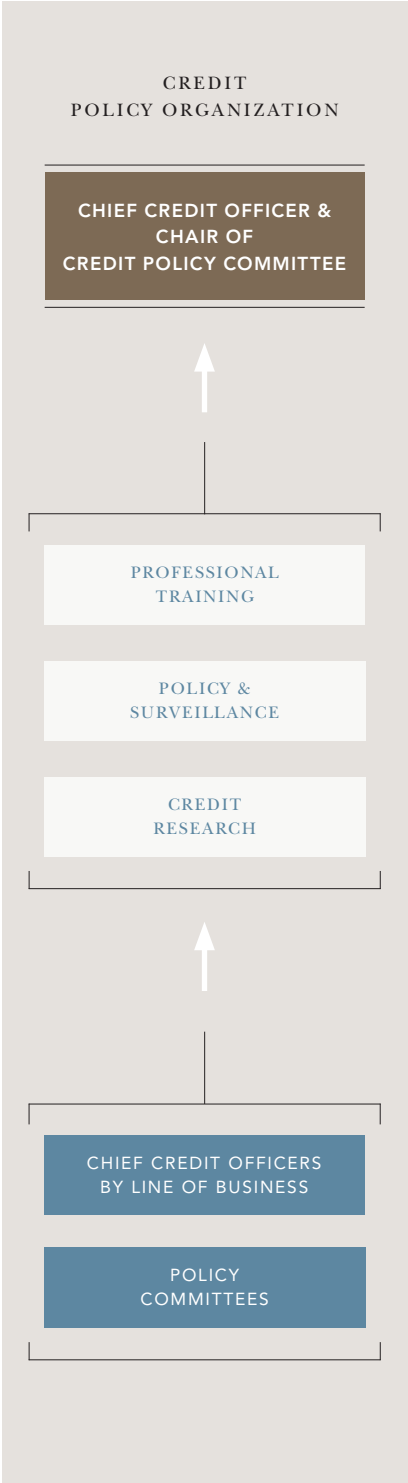 CREDIT
POLICY ORGANIZATION
CHIEF CREDIT OFFICER &
CHAIR OF
CREDIT POLICY COMMITTEE
PROFESSIONAL
TRAINING
POLICY &
SURVEILLANCE
CREDIT
RESEARCH
CHIEF CREDIT OFFICERS
BY LINE OF BUSINESS
POLICY
COMMITTEES